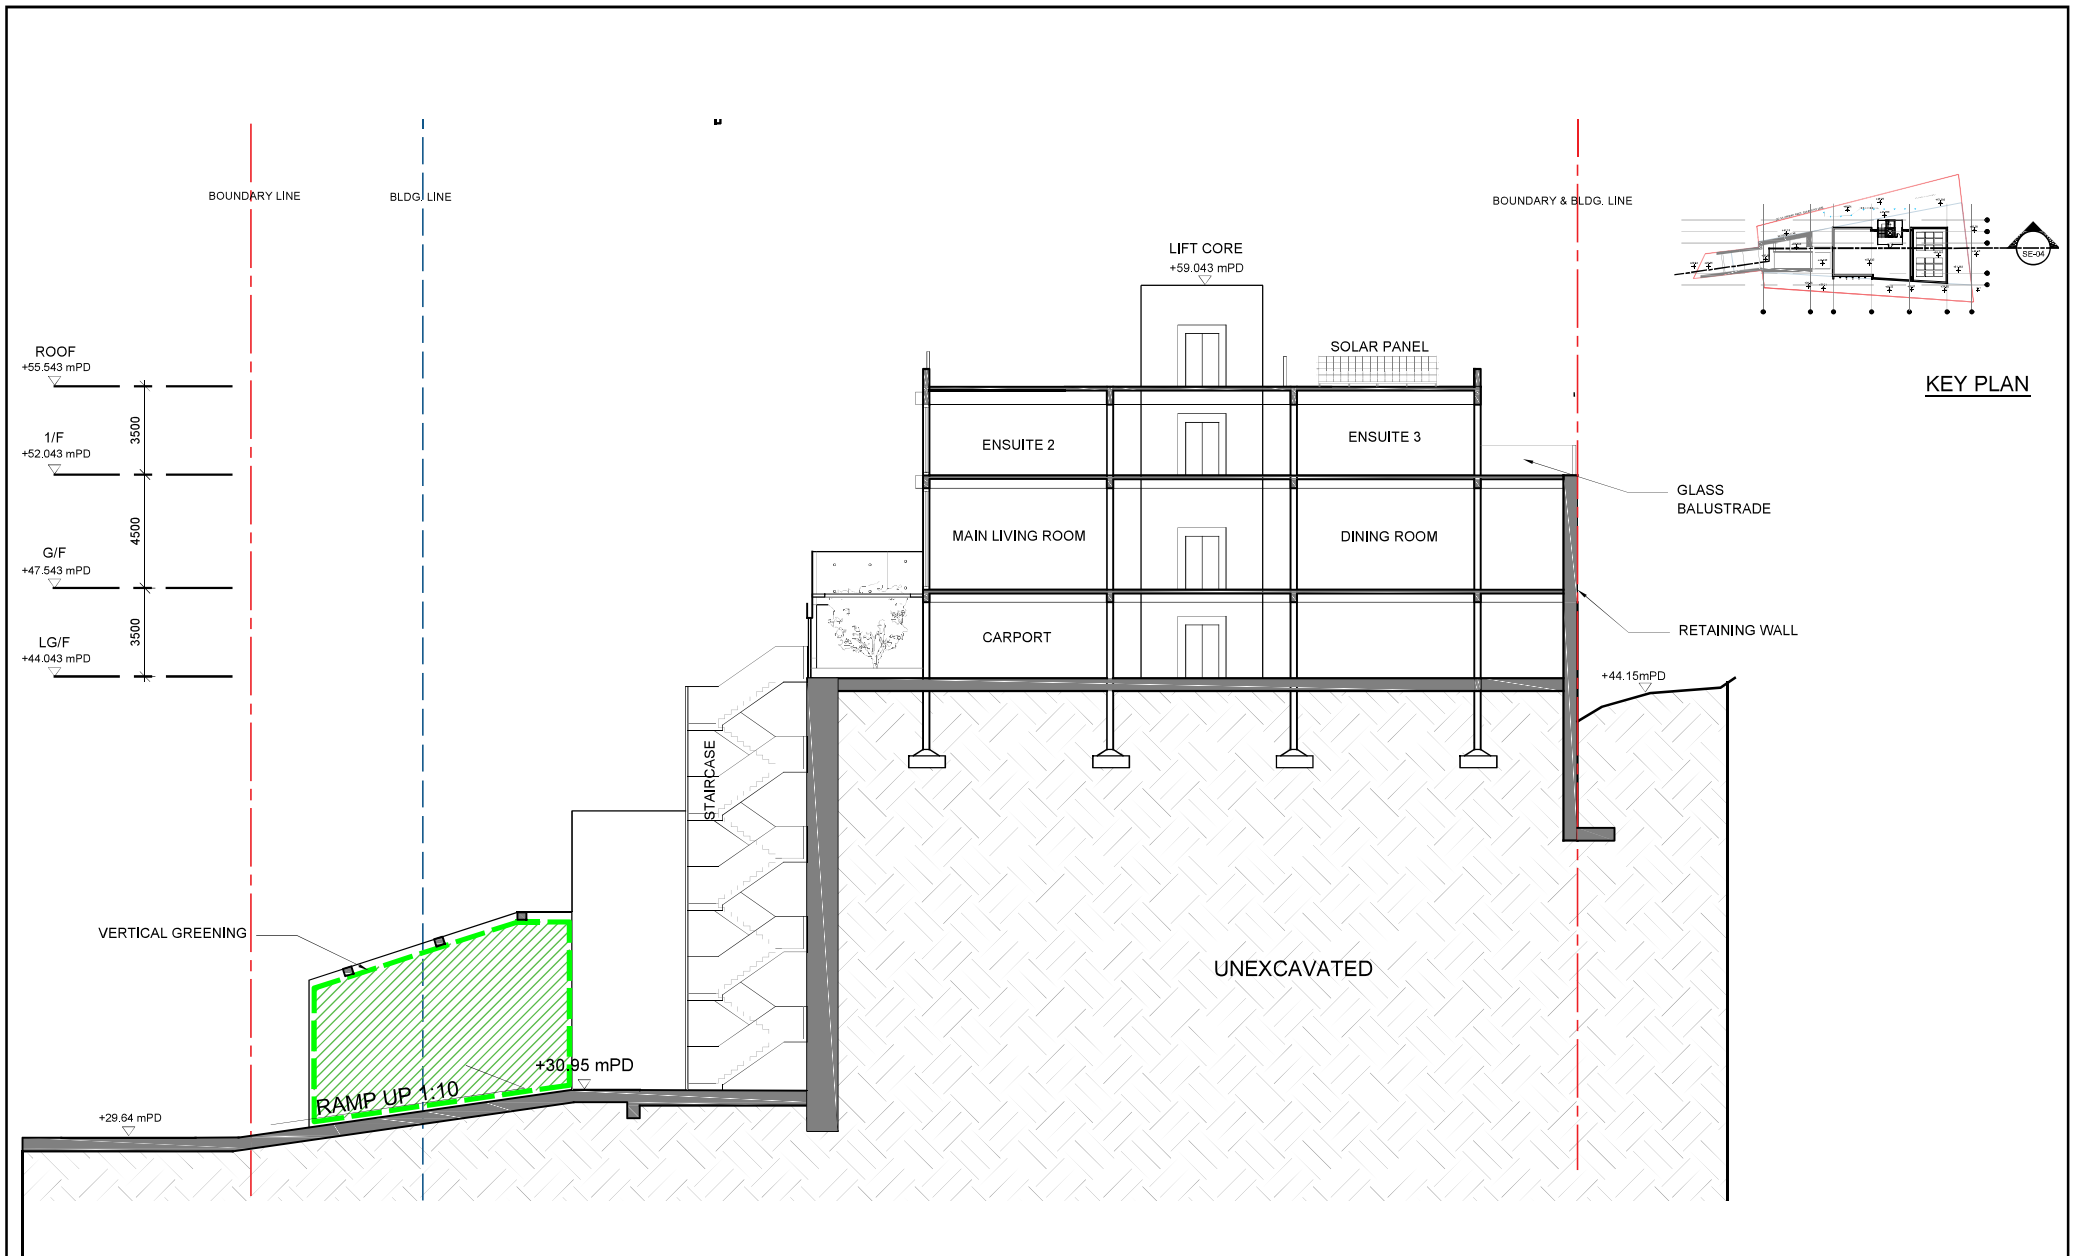 BOUNDARY LINE
BLDG. LINE
BOUNDARY & BLDG. LINE
LIFT CORE
+59.043 mPD
SE-04
KEY PLAN
ROOF
+55.543 mPD
SOLAR PANEL
3500
1/F
+52.043 mPD
ENSUITE 2
ENSUITE 3
GLASS
BALUSTRADE
4500
MAIN LIVING ROOM
DINING ROOM
G/F
+47.543 mPD
3500
CARPORT
RETAINING WALL
LG/F
+44.043 mPD
+44.15mPD
STAIRCASE
VERTICAL GREENING
UNEXCAVATED
+30.95 mPD
RAMP UP 1:10
+29.64 mPD